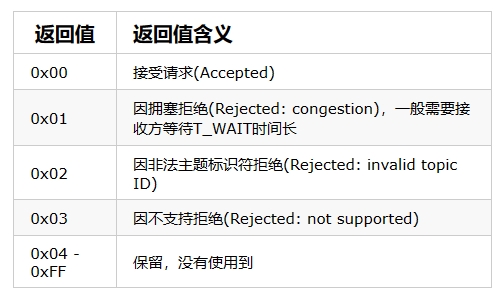 返回值 返回值含义
0x00 接受请求(Accepted)
0x01 因拥塞拒绝(Rejected: congestion)，一般需要接
收方等待T_WAIT时间长
0x02 因非法主题标识符拒绝(Rejected: invalid topic
ID)
0x03 因不支持拒绝(Rejected: not supported)
0x04 -
0xFF 保留，没有使用到